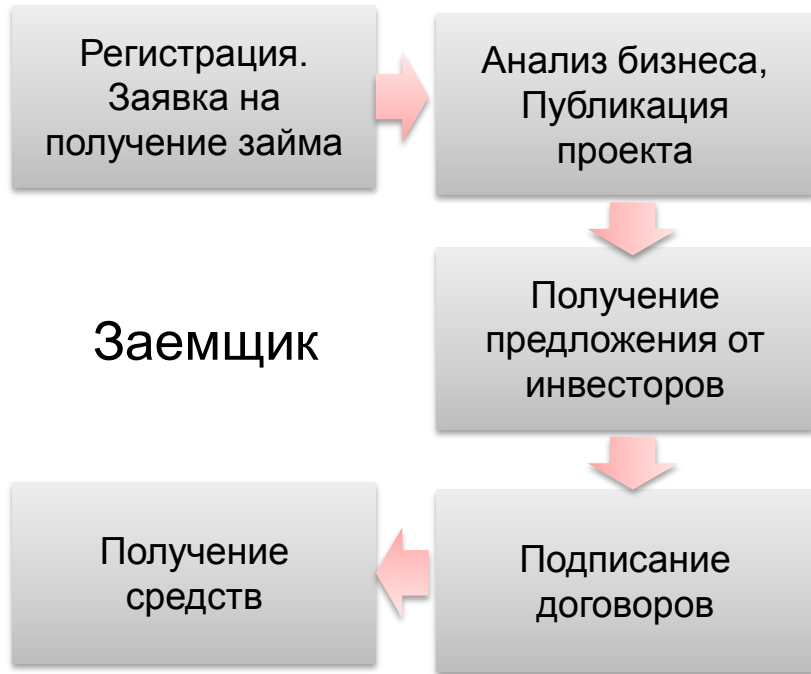 Регистрация.
Заявка на
получение займа
Анализ бизнеса,
Публикация
проекта
Заемщик
Получение
предложения от
инвесторов
Получение
средств
Подписание
договоров